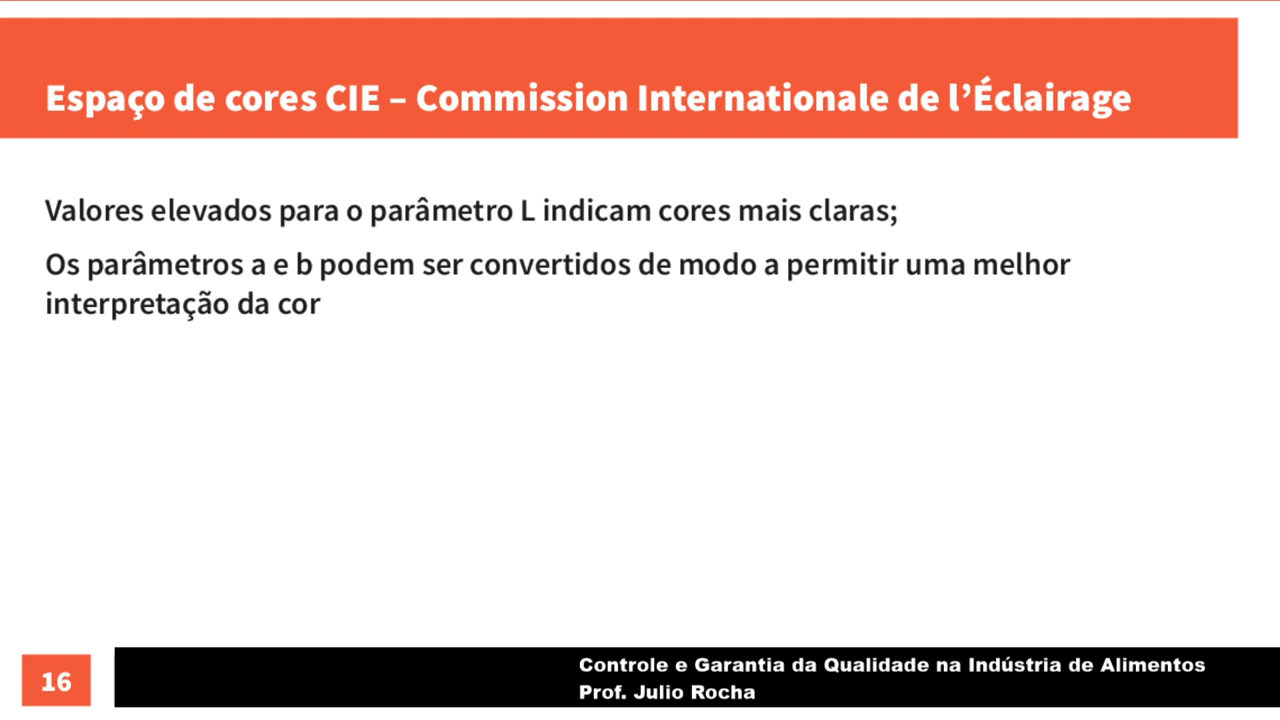 Espaço de cores CIE – Commission Internationale de l’Éclairage
Valores elevados para o parâmetro L indicam cores mais claras;
Os parâmetros a e b podem ser convertidos de modo a permitir uma melhor
interpretação da cor
16
Controle e Garantia da Qualidade na Indústria de Alimentos
Prof. Julio Rocha